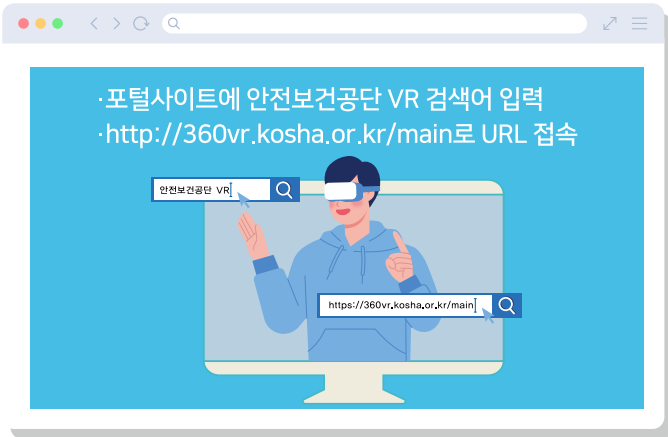 ·포털사이트에 안전보건공단 VR 검색어 입력
·http://360vr.kosha.or.kr/main로 URL 접속
안전보건공단 VR
https://360vr.kosha.or.kr/main